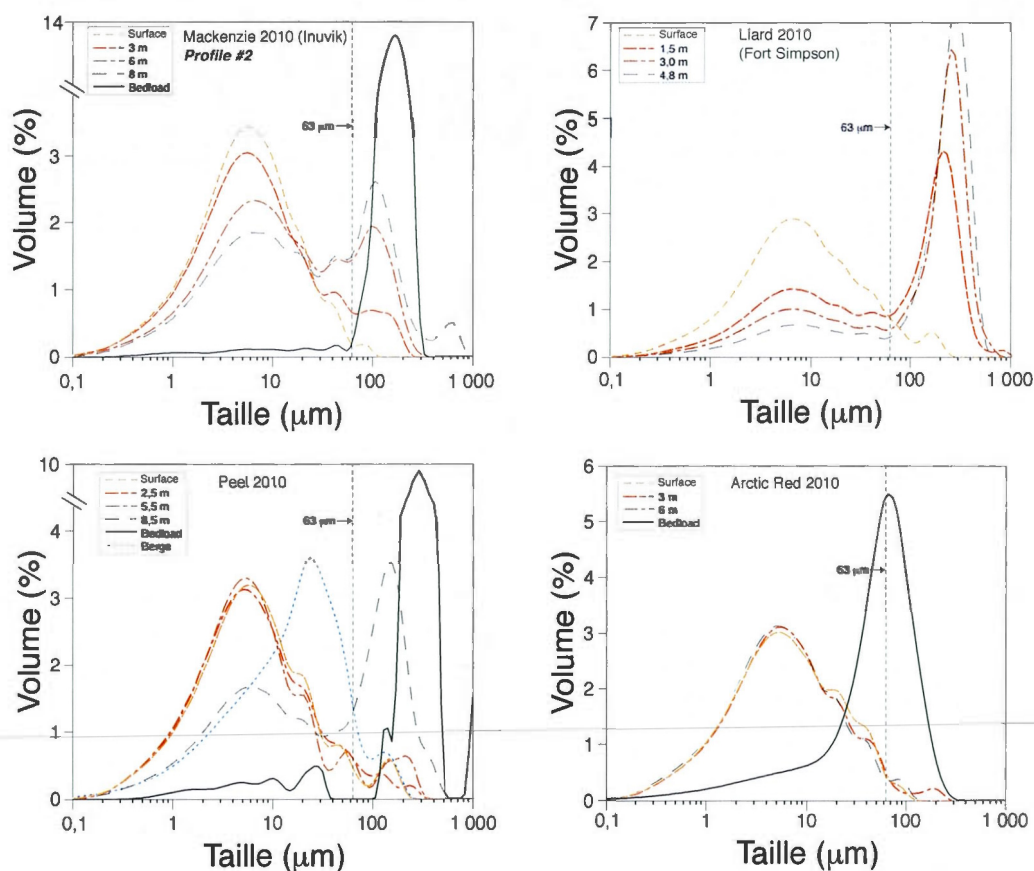 14
Surface
3 m
6 m
8 m
Bedload
Mackenzie 2010 (Inuvik)
Profile #2
63 µm
3
2
1
0
Volume (%)
0,1 1 10 100 1 000
Taille (µm)
7
6
5
4
3
2
1
0
Surface
1,5 m
3,0 m
4,8 m
Liard 2010
(Fort Simpson)
63 µm
Volume (%)
0,1 1 10 100 1 000
Taille (µm)
10
Surface
2,5 m
5,5 m
8,5 m
Bedload
Berge
Peel 2010
63 µm
4
3
2
1
0
Volume (%)
0,1 1 10 100 1 000
Taille (µm)
6
5
4
3
2
1
0
Surface
3 m
6 m
Bedload
Arctic Red 2010
63 µm
Volume (%)
0,1 1 10 100 1 000
Taille (µm)